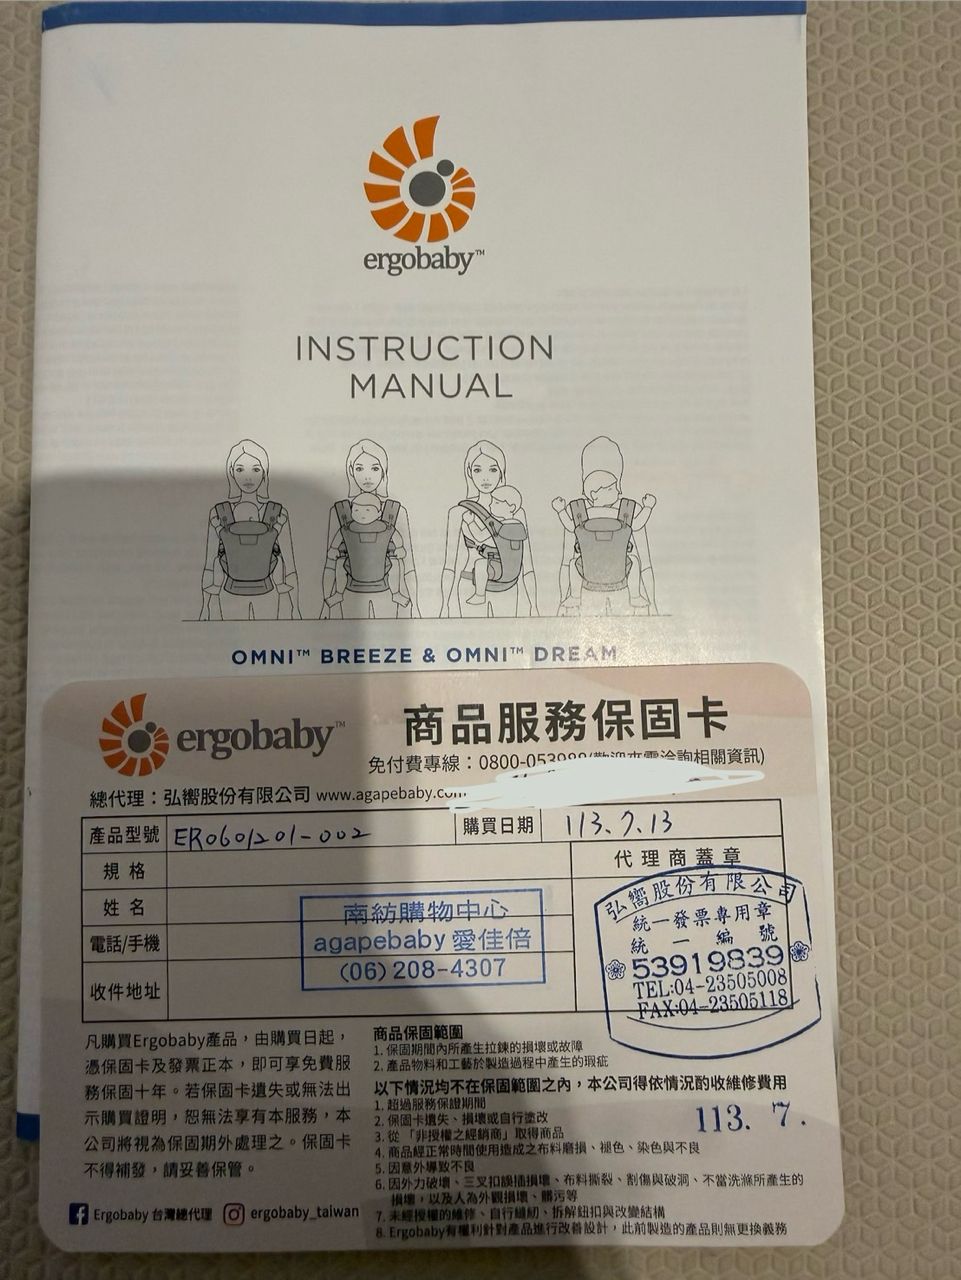 ergobaby™
INSTRUCTION
MANUAL
OMNI™ BREEZE & OMNI™ DREAM
ergobaby™
商品服務保固卡
免付費專線：0800-053988(歡迎來電洽詢相關資訊)
總代理：弘嚮股份有限公司 www.agapebaby.com
產品型號 ER0601201-002 購買日期 113.7.13
規格
代理商蓋章
姓名
電話/手機
收件地址
南紡購物中心
agapebaby 愛佳倍
(06) 208-4307
弘嚮股份有限公司
統一發票專用章
統一編號
53919839
TEL:04-23505008
FAX:04-23505118
凡購買Ergobaby產品，由購買日起，
憑保固卡及發票正本，即可享免費服
務保固十年。若保固卡遺失或無法出
示購買證明，恕無法享有本服務，本
公司將視為保固期外處理之。保固卡
不得補發，請妥善保管。
Ergobaby 台灣總代理 ergobaby_taiwan
商品保固範圍
1. 保固期間內所產生拉鍊的損壞或故障
2. 產品物料和工藝於製造過程中產生的瑕疵
以下情況均不在保固範圍之內，本公司得依情況酌收維修費用
1. 超過服務保證期間
2. 保固卡遺失、損壞或自行塗改
3. 從「非授權之經銷商」取得商品
4. 商品經正常時間使用造成之布料磨損、褪色、染色與不良
5. 因意外導致不良
6. 因外力破壞、三叉扣誤插損壞、布料撕裂、割傷與破洞、不當洗滌所產生的
損壞，以及人為外觀損壞、髒污等
7. 未經授權的維修、自行縫紉、拆解鈕扣與改變結構
8. Ergobaby有權利針對產品進行改善設計，此前製造的產品則無更換義務
113. 7.